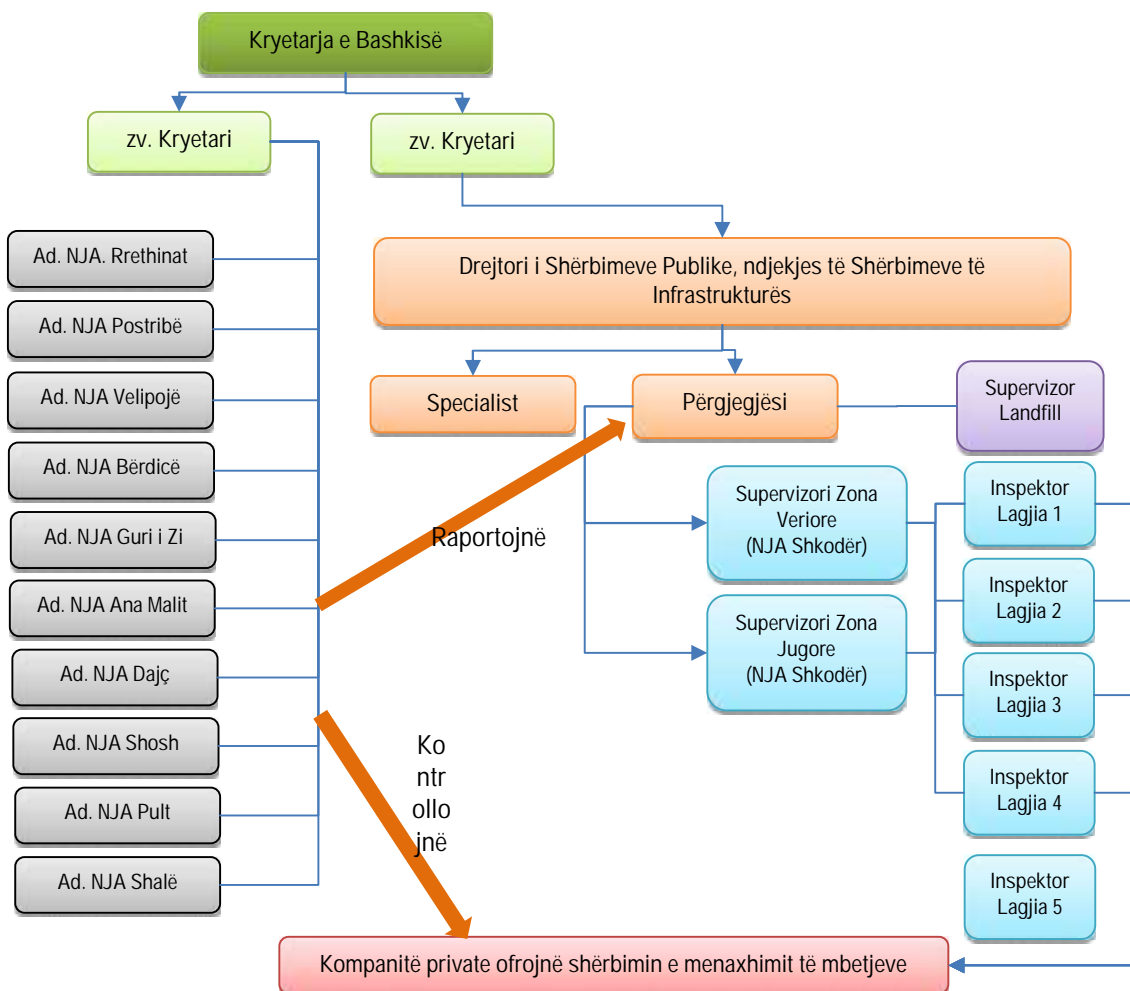 Kryetarja e Bashkisë
zv. Kryetari
zv. Kryetari
Ad. NJA. Rrethinat
Ad. NJA Postribë
Ad. NJA Velipojë
Ad. NJA Bërdicë
Ad. NJA Guri i Zi
Ad. NJA Ana Malit
Ad. NJA Dajç
Ad. NJA Shosh
Ad. NJA Pult
Ad. NJA Shalë
Drejtori i Shërbimeve Publike, ndjekjes të Shërbimeve të
Infrastrukturës
Specialist
Përgjegjësi
Supervizor
Landfill
Raportojnë
Supervizori Zona
Veriore
(NJA Shkodër)
Supervizori Zona
Jugore
(NJA Shkodër)
Inspektor
Lagjia 1
Inspektor
Lagjia 2
Inspektor
Lagjia 3
Inspektor
Lagjia 4
Inspektor
Lagjia 5
Ko
ntr
ollo
jnë
Kompanitë private ofrojnë shërbimin e menaxhimit të mbetjeve